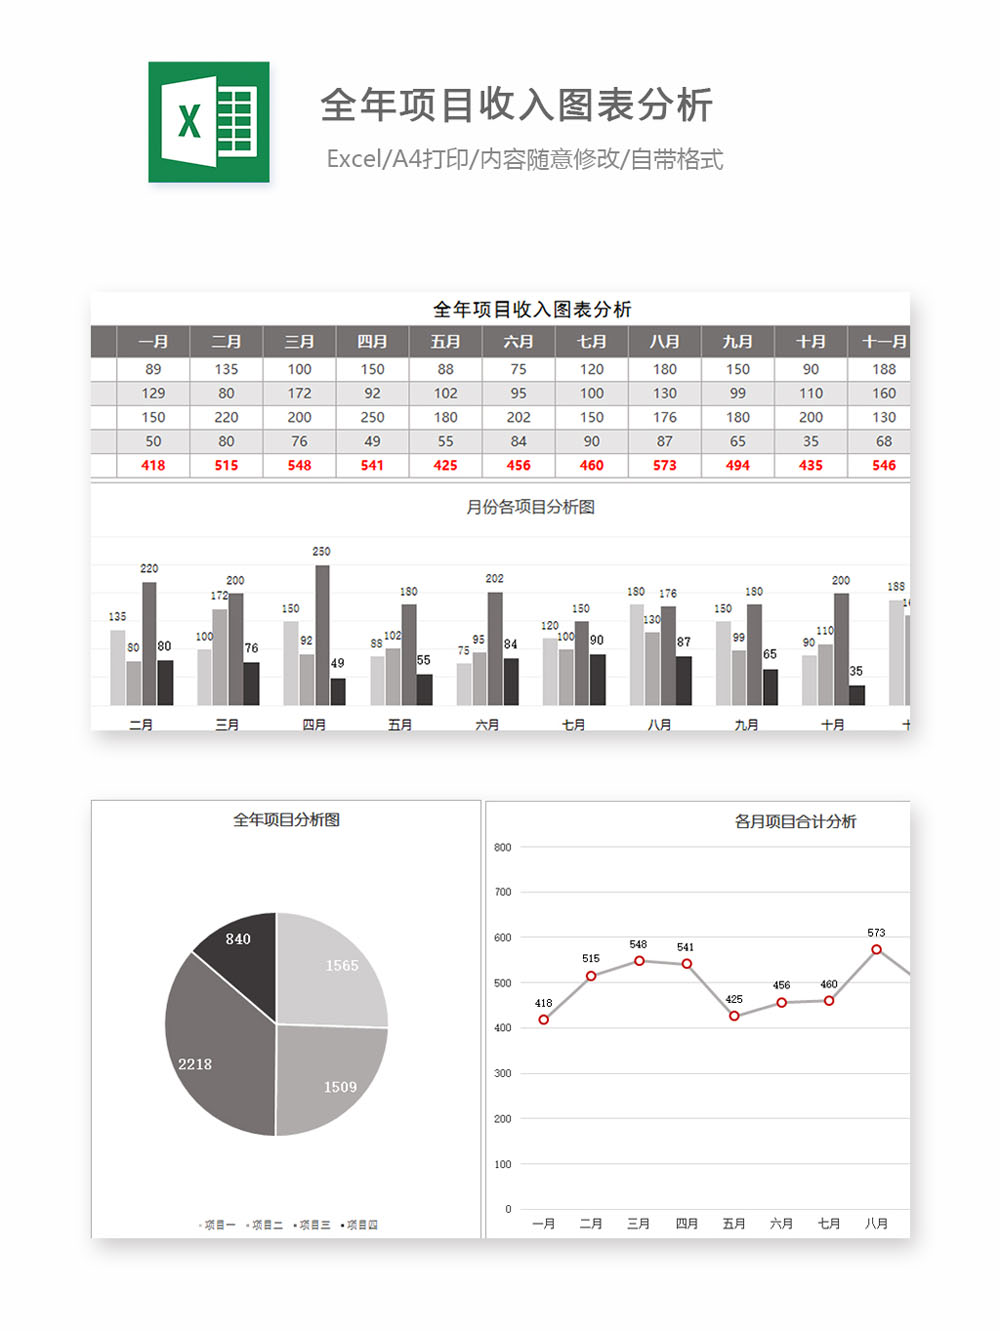 X
全年项目收入图表分析
Excel/A4打印/内容随意修改/自带格式
全年项目收入图表分析
一月 二月 三月 四月 五月 六月 七月 八月 九月 十月 十一月
89 135 100 150 88 75 120 180 150 90 188
129 80 172 92 102 95 100 130 99 110 160
150 220 200 250 180 202 150 176 180 200 130
50 80 76 49 55 84 90 87 65 35 68
418 515 548 541 425 456 460 573 494 435 546
月份各项目分析图
135 80 220 80 100 172 200 76 150 92 250 49 88 102 180 55 75 95 202 84 120 100 150 90 180 130 176 87 150 99 180 65 90 110 200 35 188
二月 三月 四月 五月 六月 七月 八月 九月 十月
全年项目分析图
840 1565
2218 1509
项目一 项目二 项目三 项目四
各月项目合计分析
800
700
600
500
400
300
200
100
0
418 515 548 541 425 456 460 573
一月 二月 三月 四月 五月 六月 七月 八月